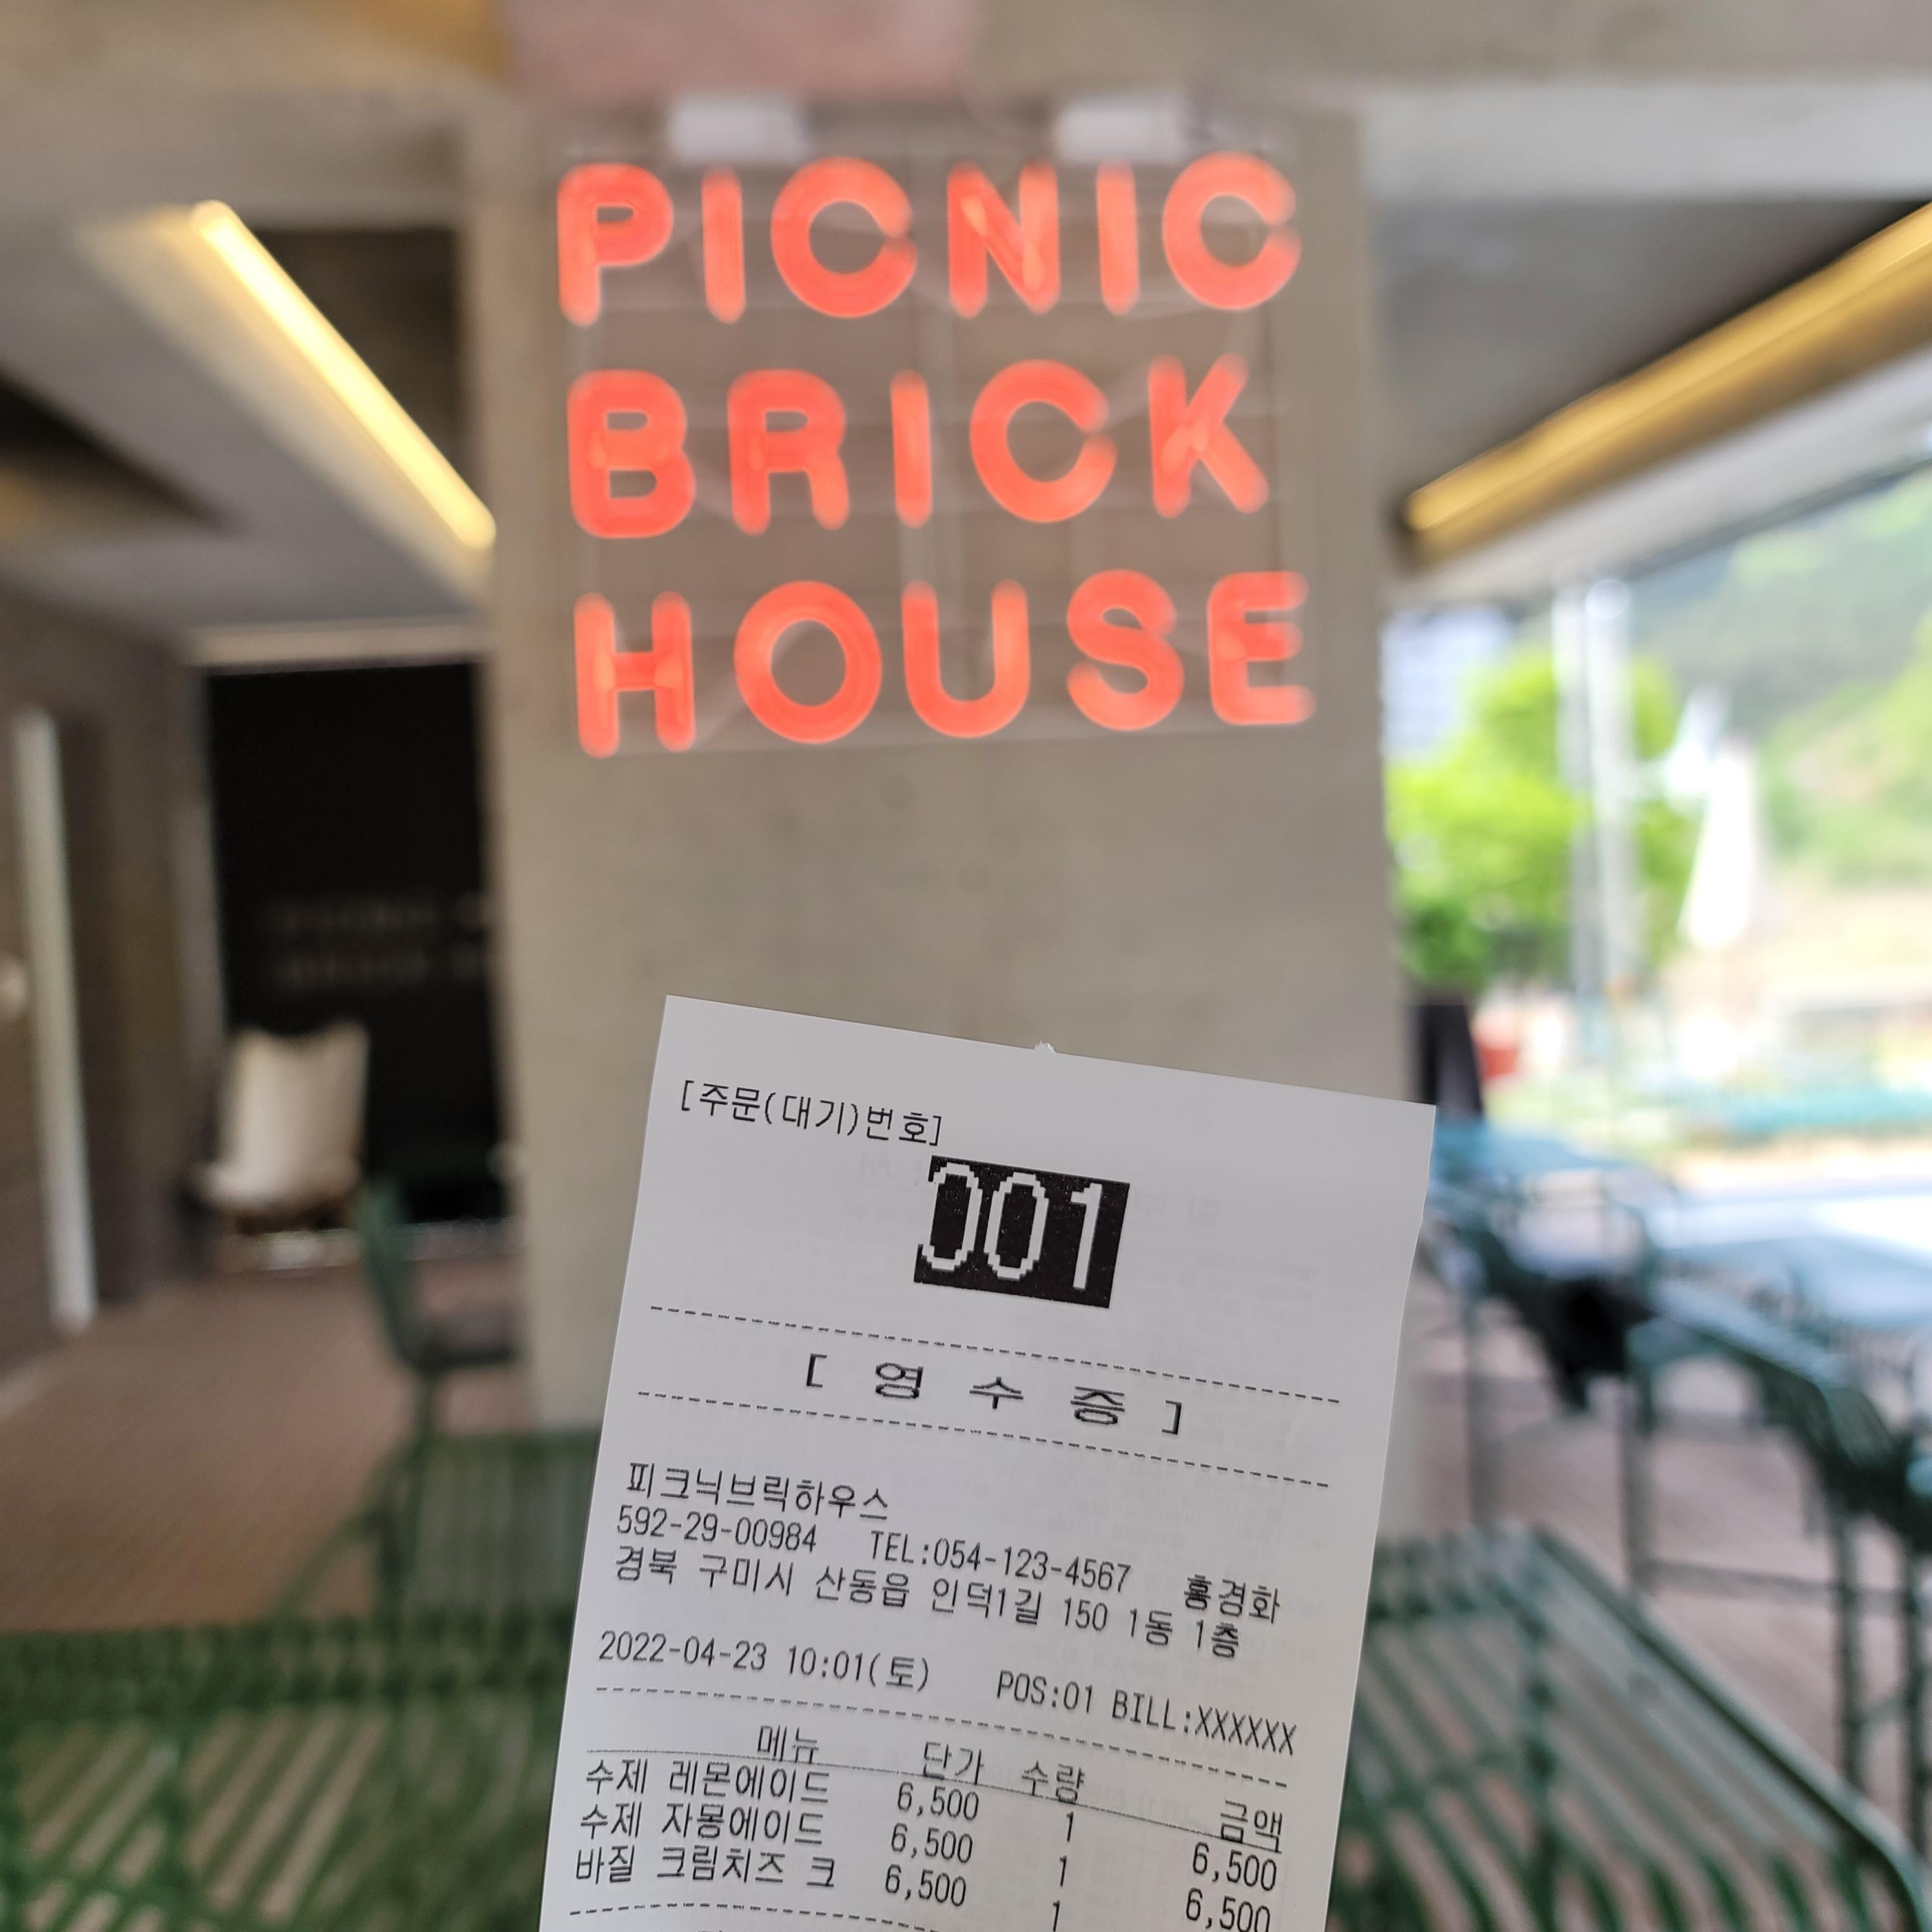 PICNIC
BRICK
HOUSE
[주문(대기)번호]
001
[ 영 수 증 ]
피크닉브릭하우스
592-29-00984 TEL:054-123-4567 홍경화
경북 구미시 산동읍 인덕1길 150 1동 1층
2022-04-23 10:01(토) POS:01 BILL:XXXXXX
메뉴 단가 수량 금액
수제 레몬에이드 6,500 1 6,500
수제 자몽에이드 6,500 1 6,500
바질 크림치즈 크 6,500 1